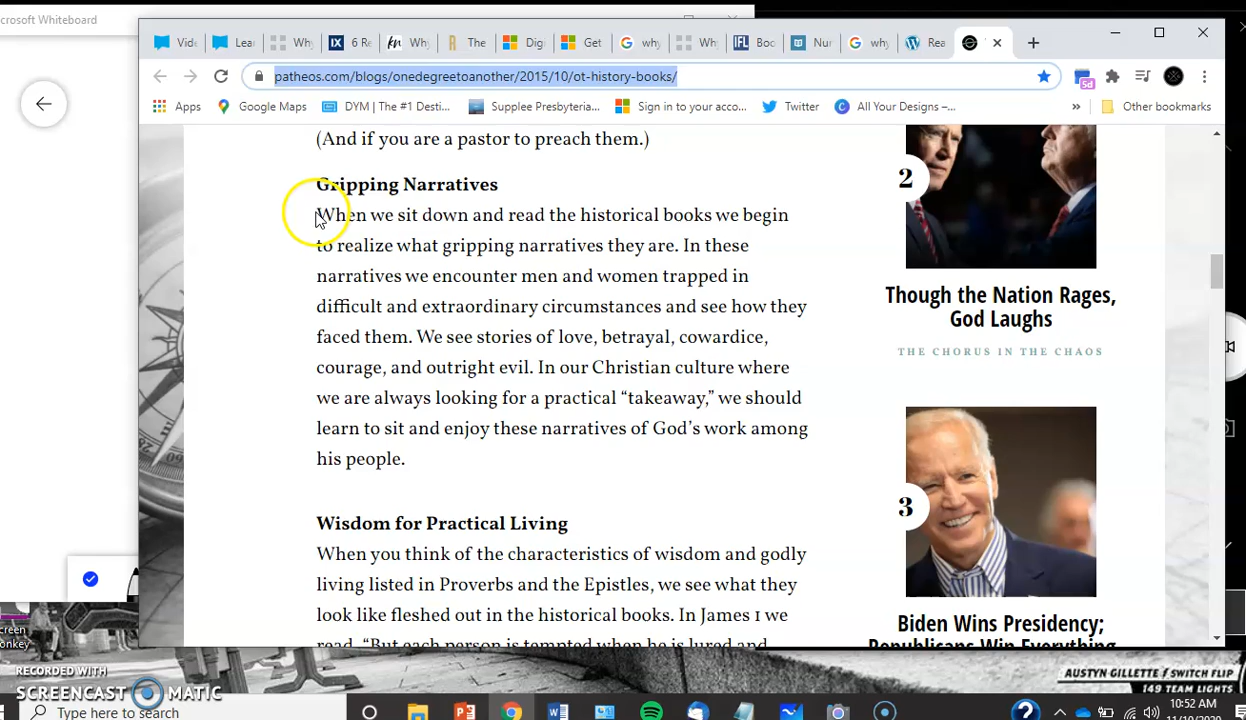 crosoft Whiteboard
Vide
Lear
Why
6 Re
Why
The
Dig
Get
why
Wh
IFL
Boo
Nur
why
Rea
patheos.com/blogs/onedegreetoanother/2015/10/ot-history-books/
5d
Apps
Google Maps
DYM | The #1 Desti...
Supplee Presbyteria...
Sign in to your acco...
Twitter
All Your Designs –...
»
Other bookmarks
(And if you are a pastor to preach them.)
Gripping Narratives
When we sit down and read the historical books we begin
to realize what gripping narratives they are. In these
narratives we encounter men and women trapped in
difficult and extraordinary circumstances and see how they
faced them. We see stories of love, betrayal, cowardice,
courage, and outright evil. In our Christian culture where
we are always looking for a practical “takeaway,” we should
learn to sit and enjoy these narratives of God’s work among
his people.
Wisdom for Practical Living
When you think of the characteristics of wisdom and godly
living listed in Proverbs and the Epistles, we see what they
look like fleshed out in the historical books. In James 1 we
read, “But each person is tempted when he is lured and
2
Though the Nation Rages,
God Laughs
THE CHORUS IN THE CHAOS
3
Biden Wins Presidency;
Republicans Win Everything
creen
onkey
RECORDED WITH
SCREENCAST MATIC
AUSTYN GILLETTE / SWITCH FLIP
149 TEAM LIGHTS
Type here to search
10:52 AM
11/10/2020